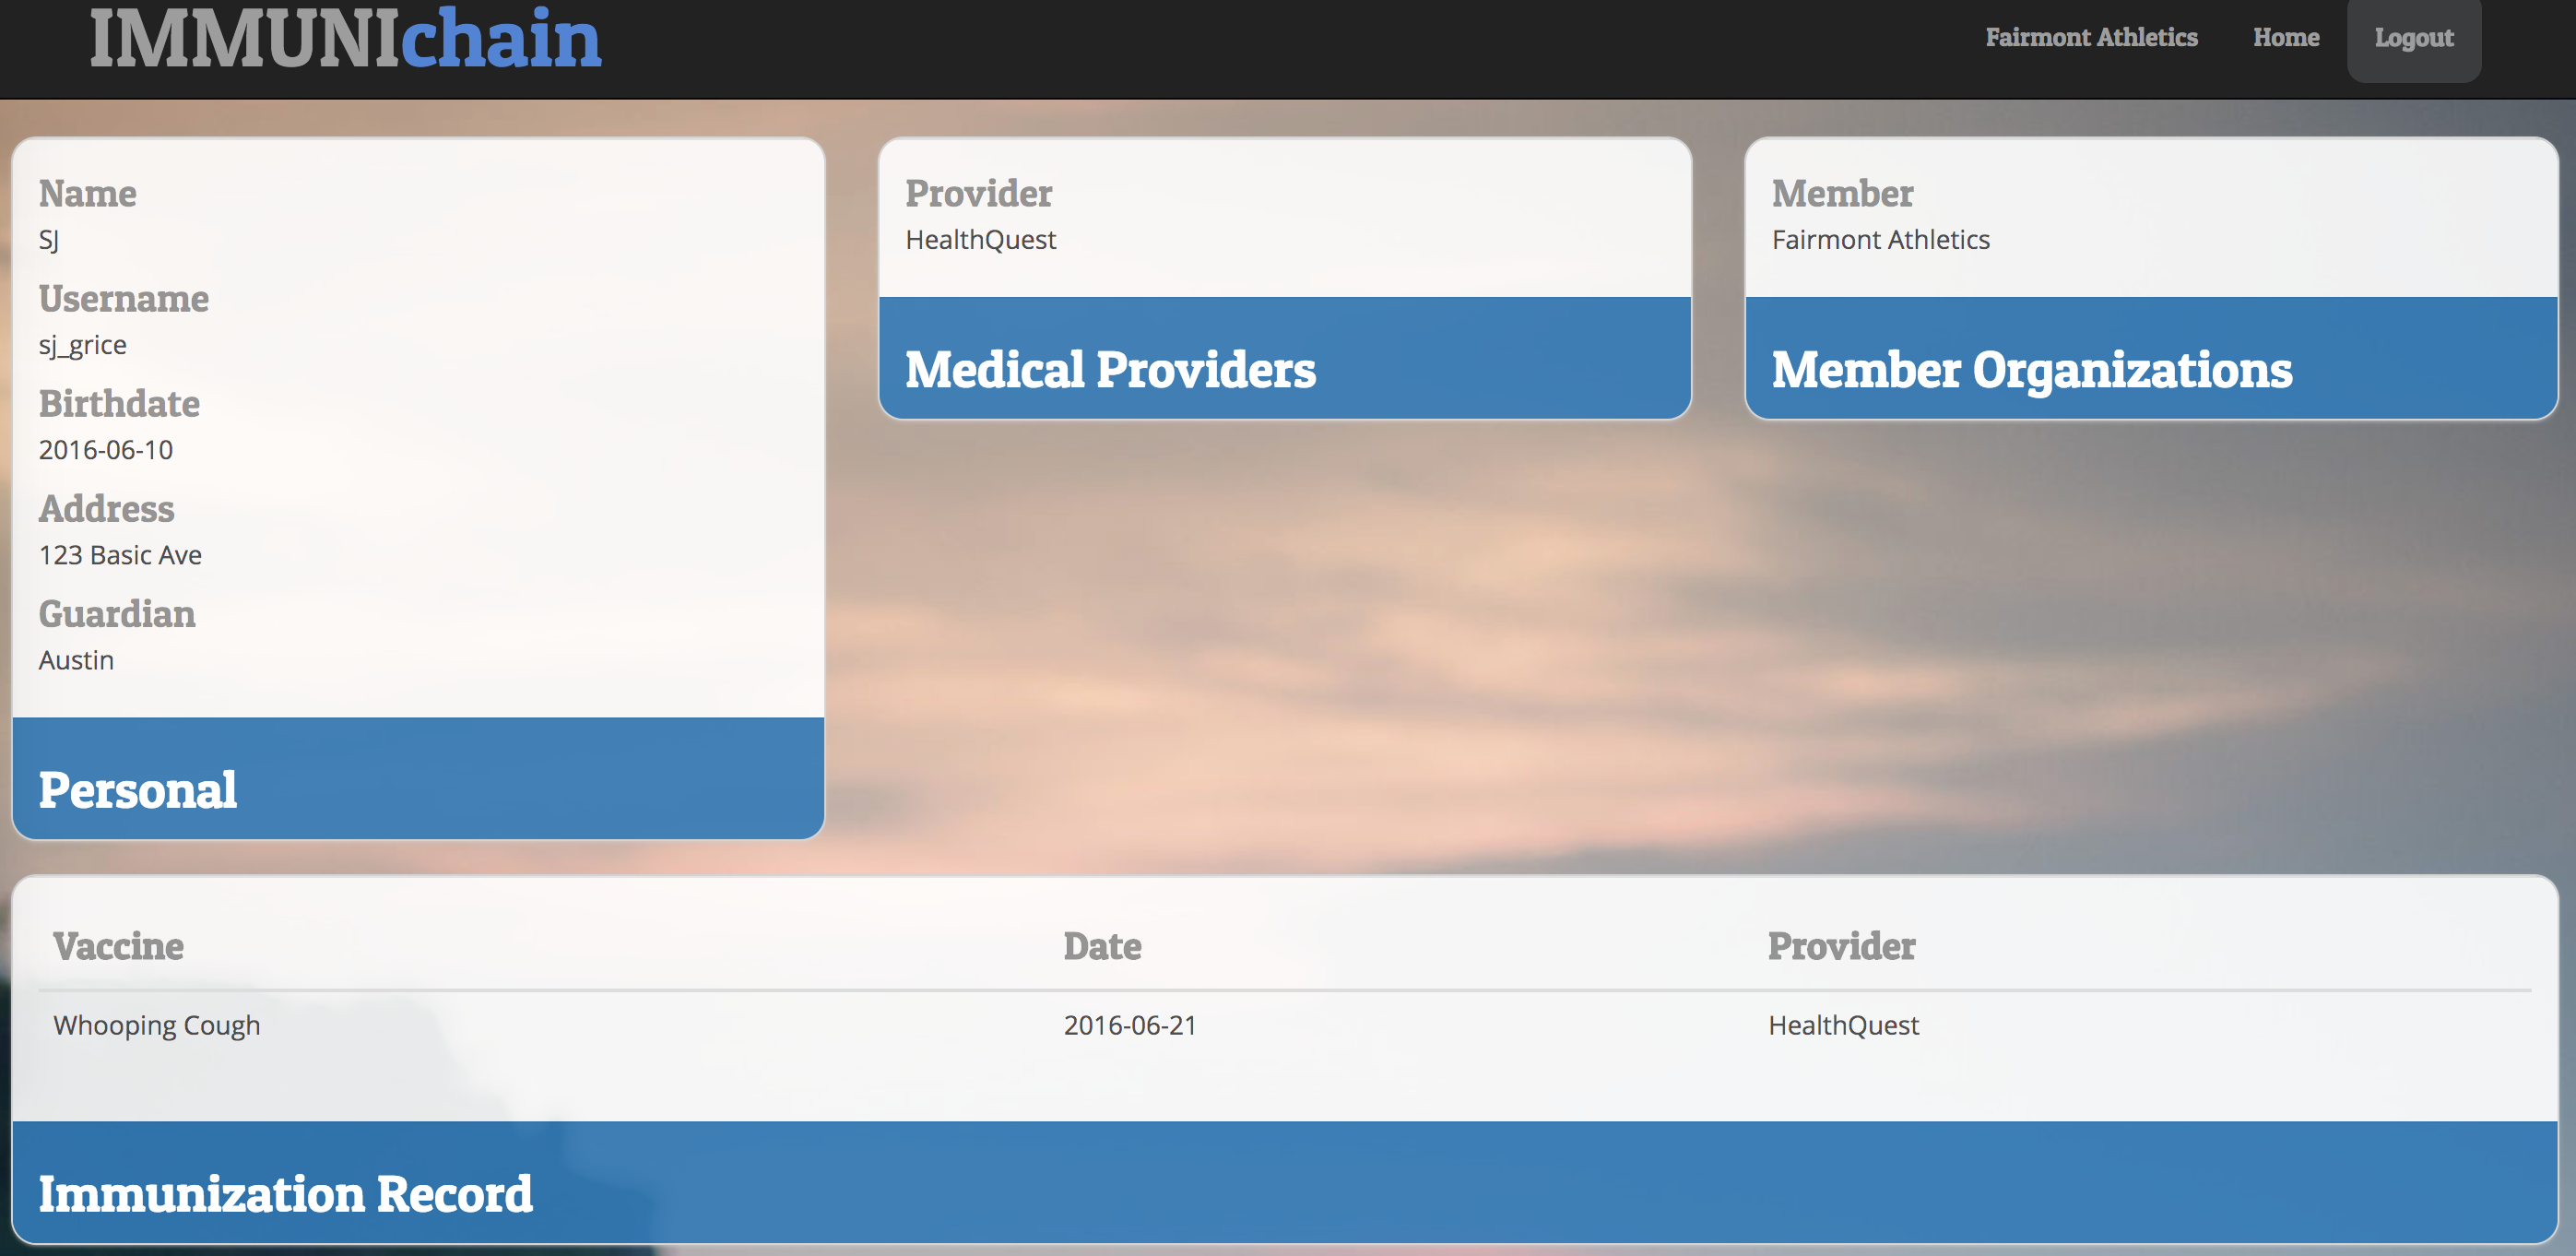 IMMUNIchain
Fairmont Athletics Home Logout
Name
SJ
Username
sj_grice
Birthdate
2016-06-10
Address
123 Basic Ave
Guardian
Austin
Personal
Provider
HealthQuest
Medical Providers
Member
Fairmont Athletics
Member Organizations
Vaccine Date Provider
Whooping Cough 2016-06-21 HealthQuest
Immunization Record